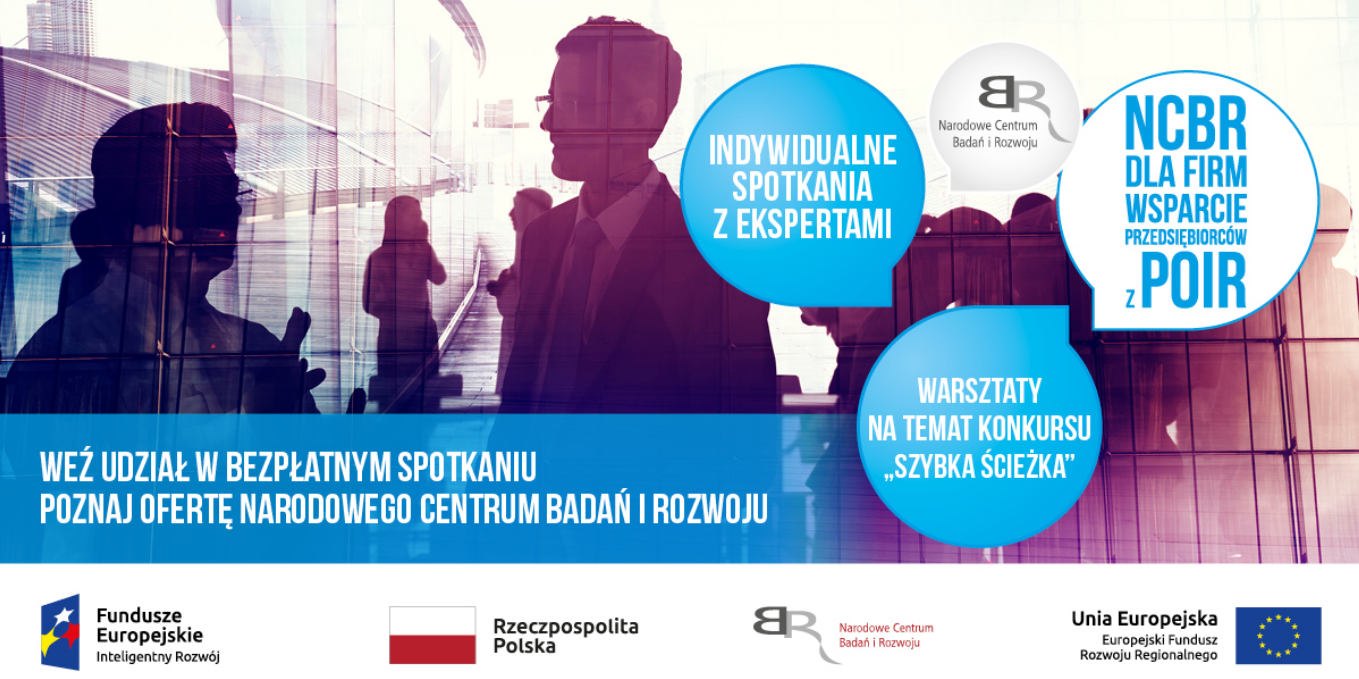 INDYWIDUALNE
SPOTKANIA
Z EKSPERTAMI
BR
Narodowe Centrum
Badań i Rozwoju
NCBR
DLA FIRM
WSPARCIE
PRZEDSIĘBIORCÓW
Z POIR
WARSZTATY
NA TEMAT KONKURSU
„SZYBKA ŚCIEŻKA”
WEŹ UDZIAŁ W BEZPŁATNYM SPOTKANIU
POZNAJ OFERTĘ NARODOWEGO CENTRUM BADAŃ I ROZWOJU
Fundusze
Europejskie
Inteligentny Rozwój
Rzeczpospolita
Polska
BR
Narodowe Centrum
Badań i Rozwoju
Unia Europejska
Europejski Fundusz
Rozwoju Regionalnego